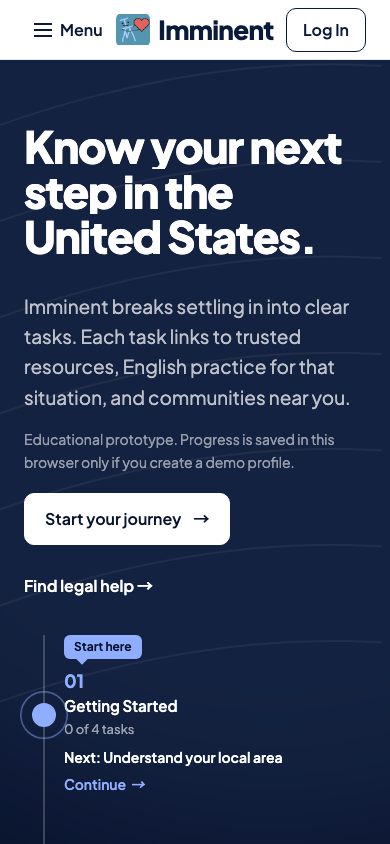 Menu
Imminent
Log In
Know your next
step in the
United States.
Imminent breaks settling in into clear
tasks. Each task links to trusted
resources, English practice for that
situation, and communities near you.
Educational prototype. Progress is saved in this
browser only if you create a demo profile.
Start your journey →
Find legal help →
Start here
01
Getting Started
0 of 4 tasks
Next: Understand your local area
Continue →